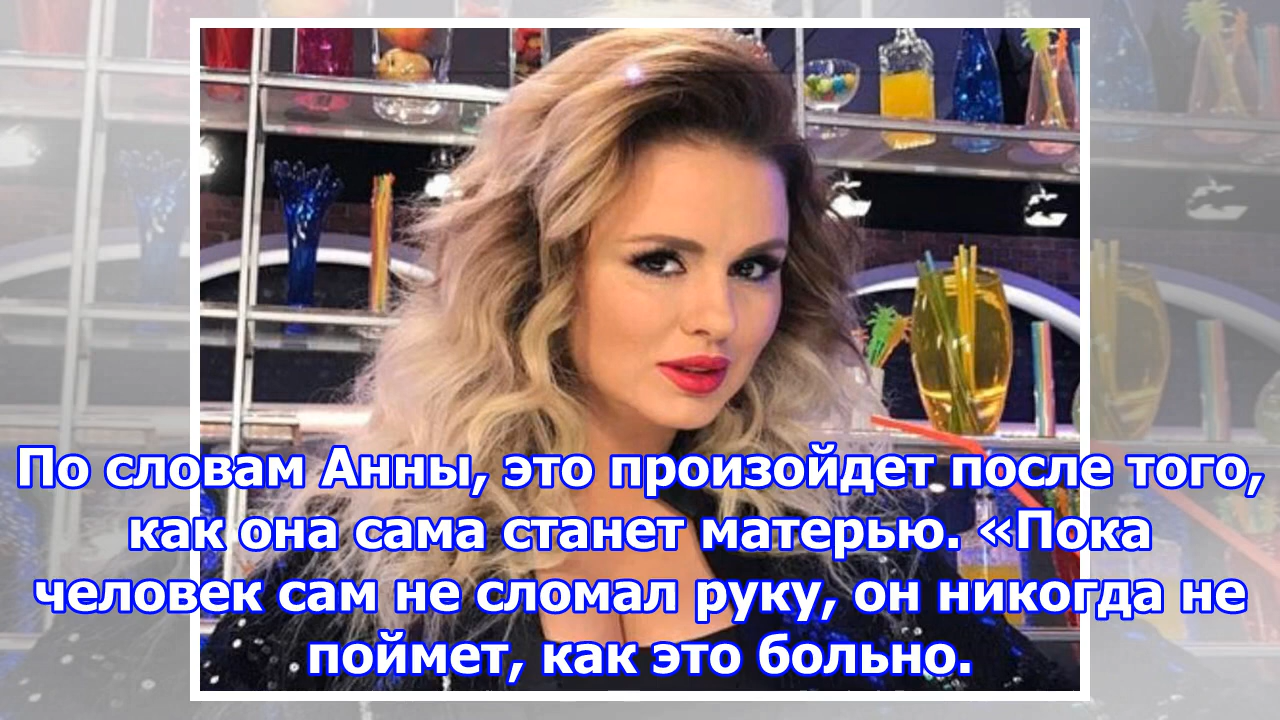 По словам Анны, это произойдет после того,
как она сама станет матерью. «Пока
человек сам не сломал руку, он никогда не
поймет, как это больно.